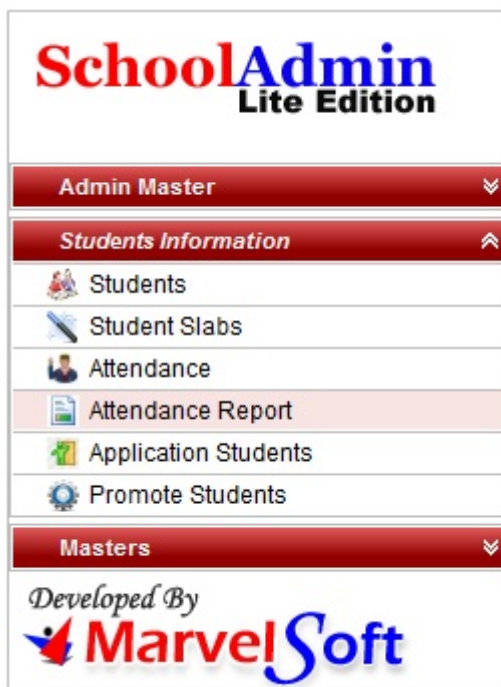 SchoolAdmin
Lite Edition
Admin Master
Students Information
Students
Student Slabs
Attendance
Attendance Report
Application Students
Promote Students
Masters
Developed By
MarvelSoft